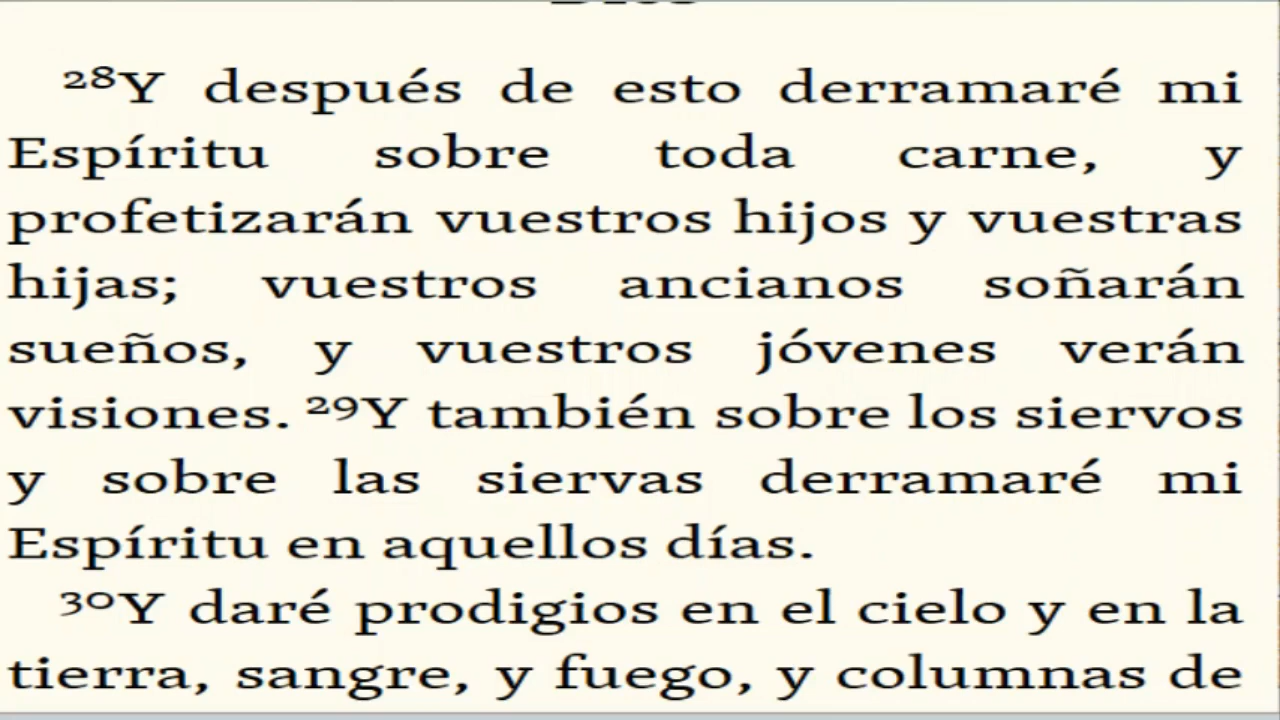 28Y después de esto derramaré mi
Espíritu sobre toda carne, y
profetizarán vuestros hijos y vuestras
hijas; vuestros ancianos soñarán
sueños, y vuestros jóvenes verán
visiones. 29Y también sobre los siervos
y sobre las siervas derramaré mi
Espíritu en aquellos días.
30Y daré prodigios en el cielo y en la
tierra, sangre, y fuego, y columnas de